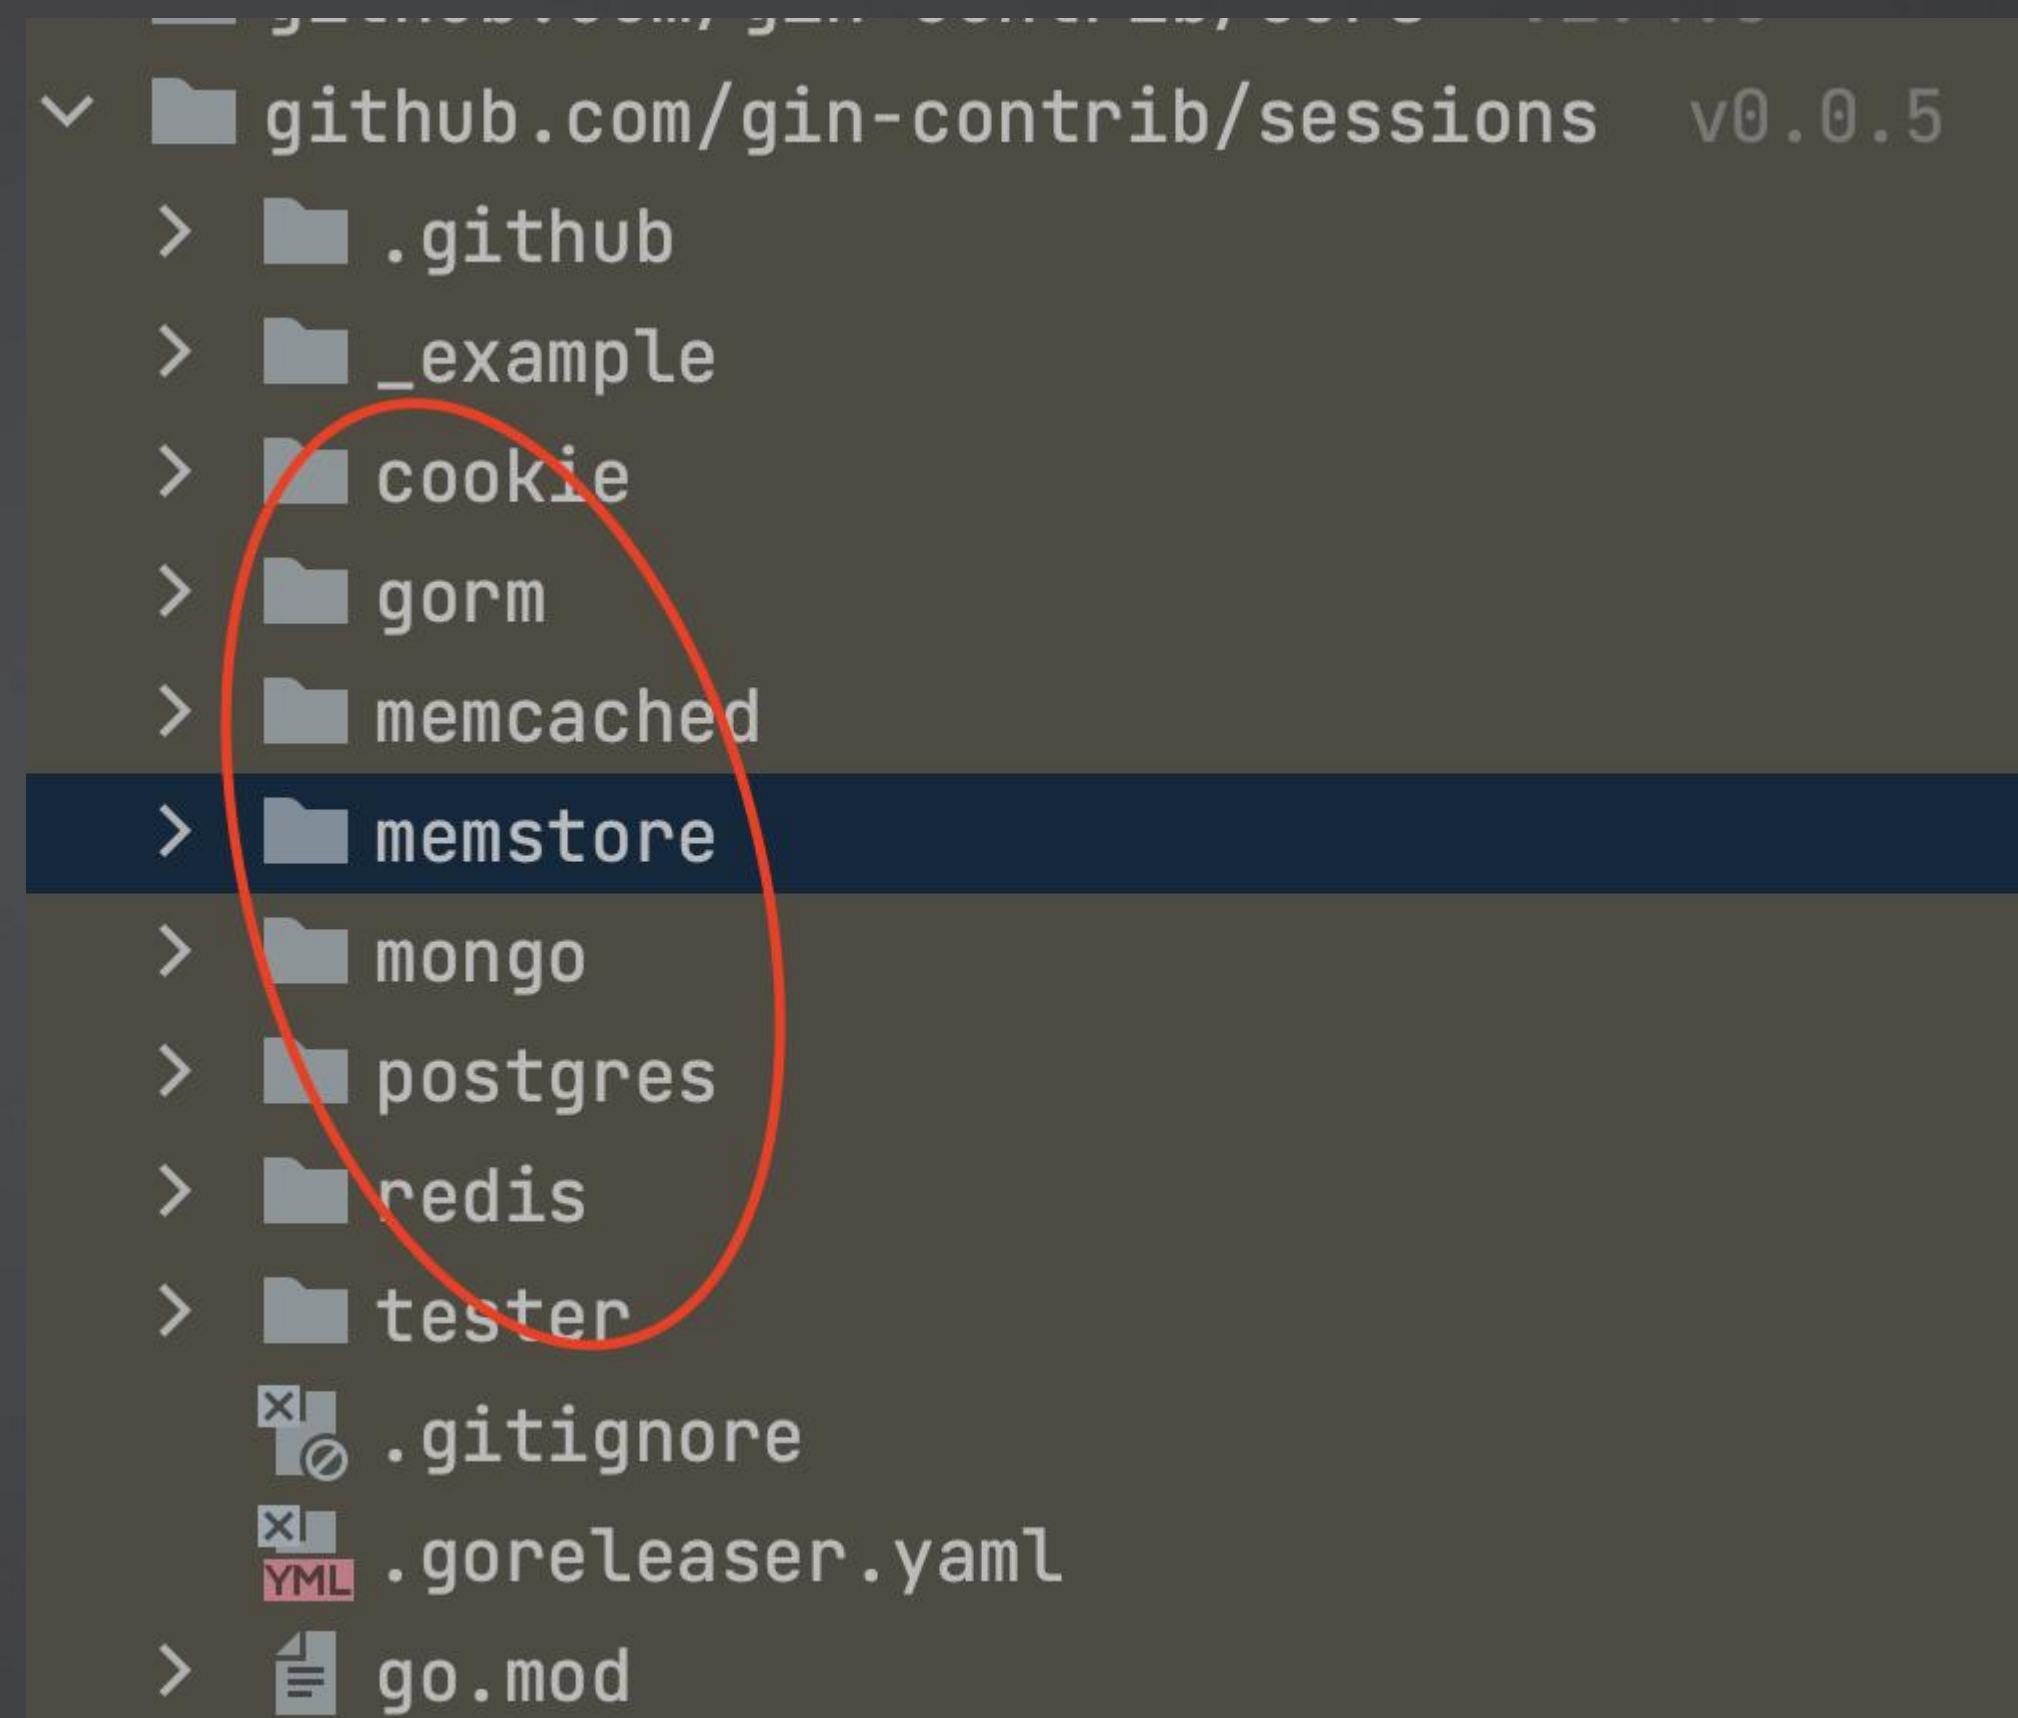 github.com/gin-contrib/sessions v0.0.5
.github
_example
cookie
gorm
memcached
memstore
mongo
postgres
redis
tester
.gitignore
YML .goreleaser.yaml
go.mod